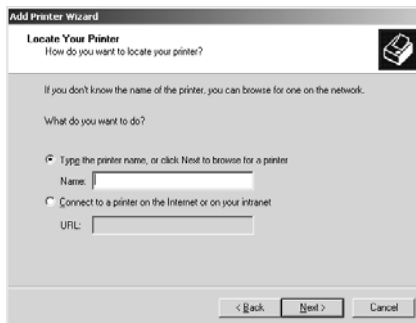 Add Printer Wizard
Locate Your Printer
How do you want to locate your printer?
If you don't know the name of the printer, you can browse for one on the network.
What do you want to do?
Type the printer name, or click Next to browse for a printer
Name:
Connect to a printer on the Internet or on your intranet
URL:
< Back Next > Cancel